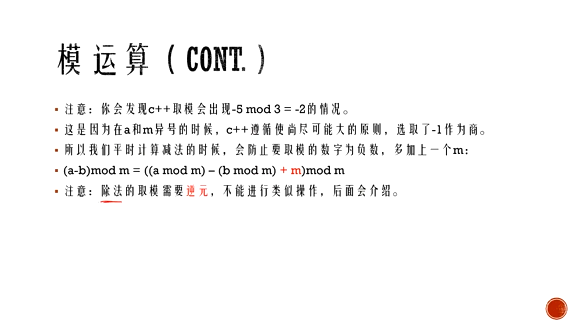 模运算（CONT.）
注意：你会发现c++取模会出现-5 mod 3 = -2的情况。
这是因为在a和m异号的时候，c++遵循使商尽可能大的原则，选取了-1作为商。
所以我们平时计算减法的时候，会防止要取模的数字为负数，多加上一个m：
(a-b)mod m = ((a mod m) – (b mod m) + m)mod m
注意：除法的取模需要逆元，不能进行类似操作，后面会介绍。